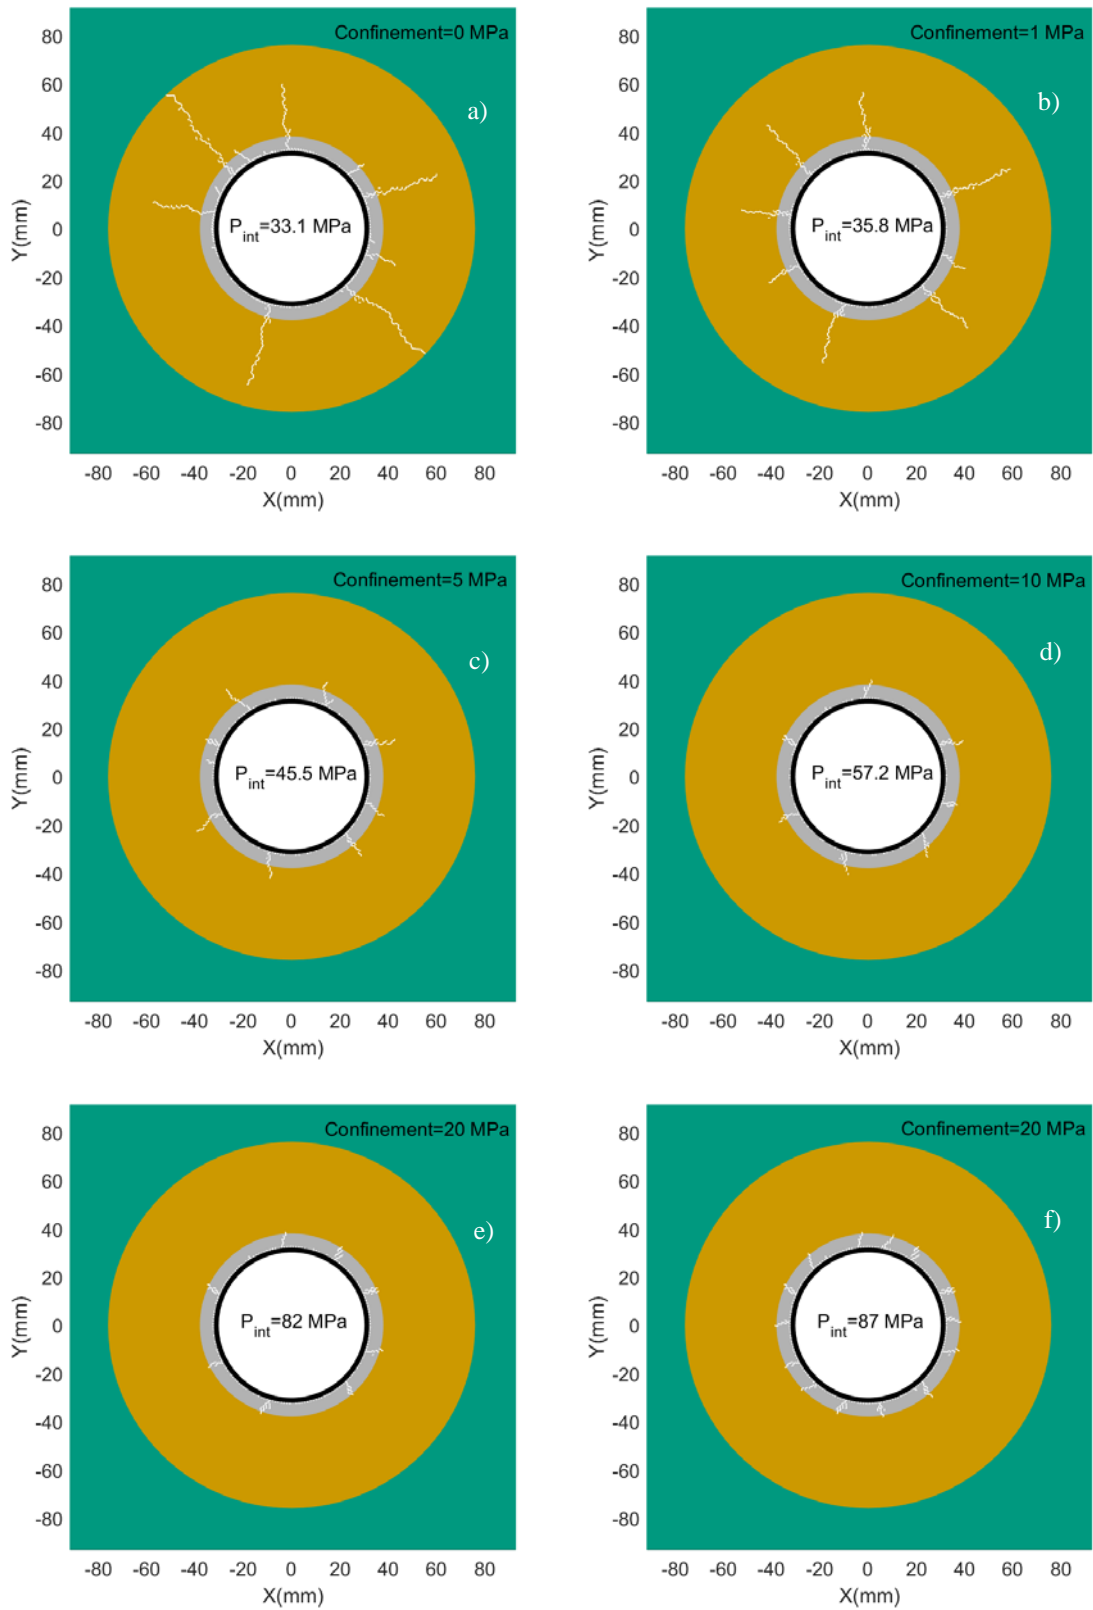 Confinement=0 MPa
a)
80
60
40
20
0
-20
-40
-60
-80
Y(mm)
P_int=33.1 MPa
-80 -60 -40 -20 0 20 40 60 80
X(mm)
Confinement=1 MPa
b)
80
60
40
20
0
-20
-40
-60
-80
Y(mm)
P_int=35.8 MPa
-80 -60 -40 -20 0 20 40 60 80
X(mm)
Confinement=5 MPa
c)
80
60
40
20
0
-20
-40
-60
-80
Y(mm)
P_int=45.5 MPa
-80 -60 -40 -20 0 20 40 60 80
X(mm)
Confinement=10 MPa
d)
80
60
40
20
0
-20
-40
-60
-80
Y(mm)
P_int=57.2 MPa
-80 -60 -40 -20 0 20 40 60 80
X(mm)
Confinement=20 MPa
e)
80
60
40
20
0
-20
-40
-60
-80
Y(mm)
P_int=82 MPa
-80 -60 -40 -20 0 20 40 60 80
X(mm)
Confinement=20 MPa
f)
80
60
40
20
0
-20
-40
-60
-80
Y(mm)
P_int=87 MPa
-80 -60 -40 -20 0 20 40 60 80
X(mm)